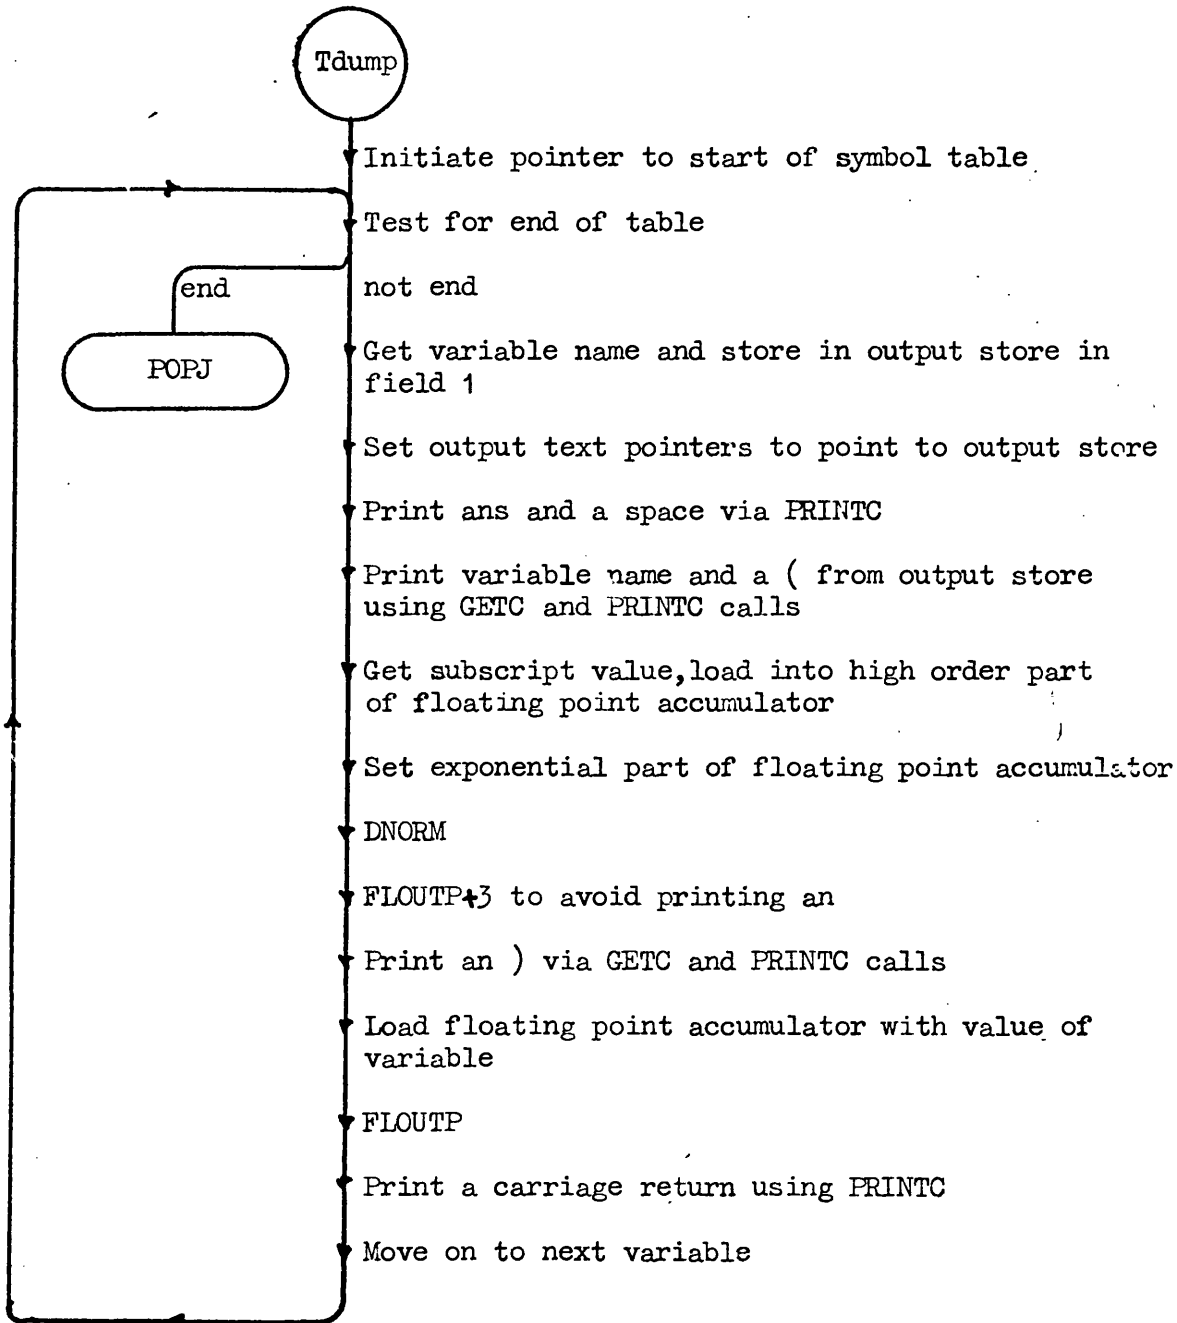 Tdump
Initiate pointer to start of symbol table
Test for end of table
end
not end
POPJ
Get variable name and store in output store in
field 1
Set output text pointers to point to output store
Print ans and a space via PRINTC
Print variable name and a ( from output store
using GETC and PRINTC calls
Get subscript value,load into high order part
of floating point accumulator
Set exponential part of floating point accumulator
DNORM
FLOUTP+3 to avoid printing an
Print an ) via GETC and PRINTC calls
Load floating point accumulator with value of
variable
FLOUTP
Print a carriage return using PRINTC
Move on to next variable